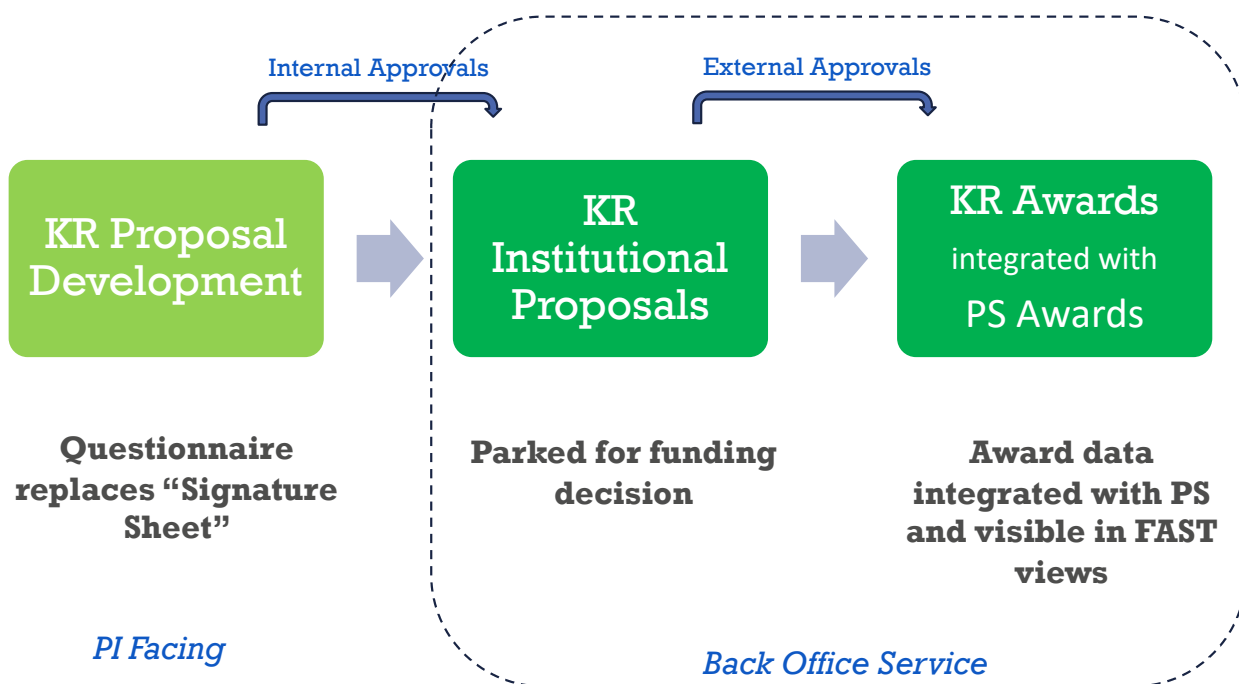 Internal Approvals
External Approvals
KR Proposal
Development
KR
Institutional
Proposals
KR Awards
integrated with
PS Awards
Questionnaire
replaces “Signature
Sheet”
Parked for funding
decision
Award data
integrated with PS
and visible in FAST
views
PI Facing
Back Office Service